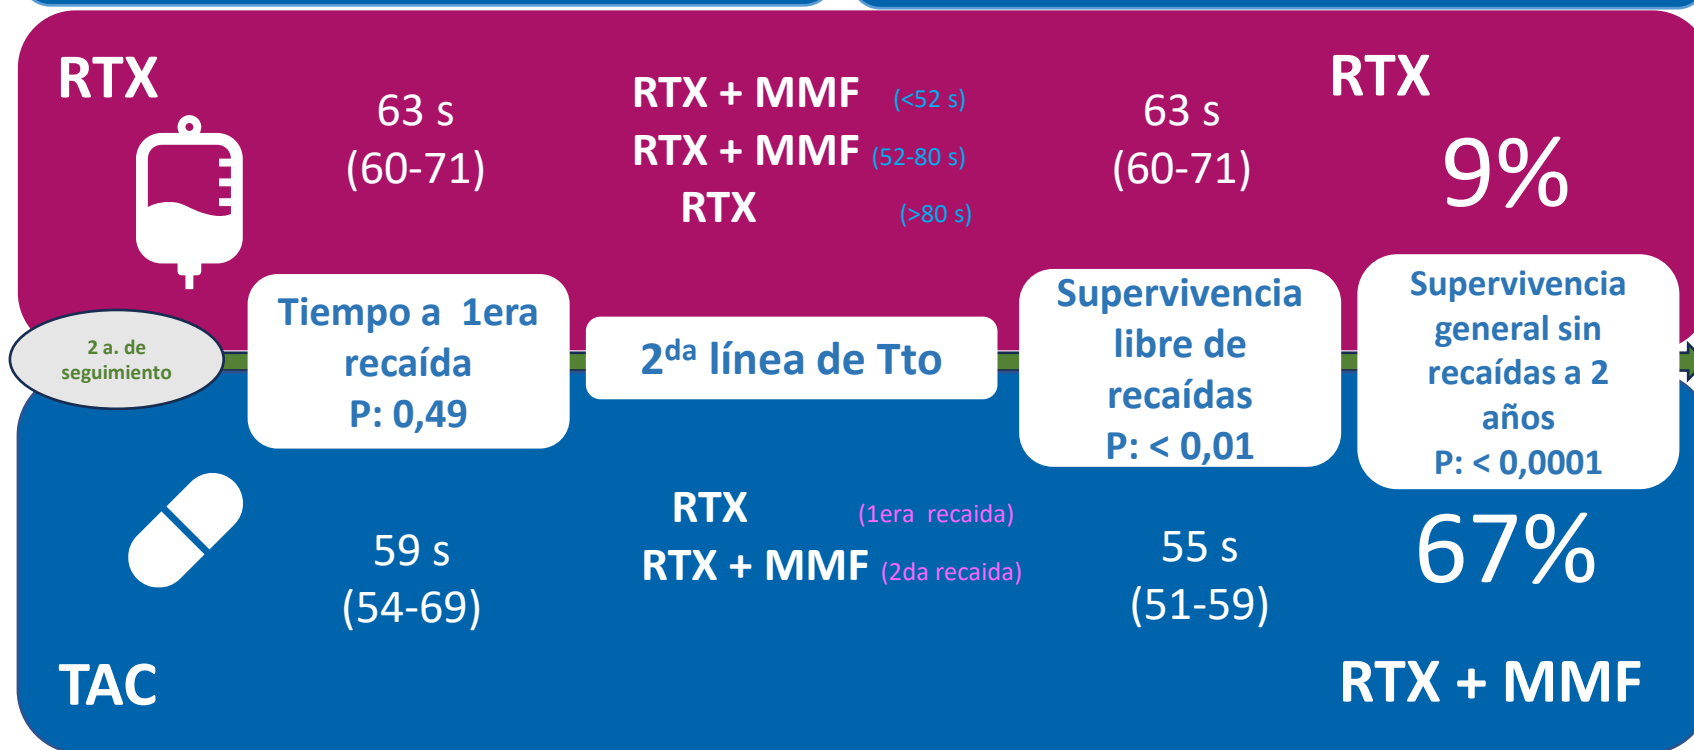 RTX
63 s
(60-71)
RTX + MMF (<52 s)
RTX + MMF (52-80 s)
RTX (>80 s)
63 s
(60-71)
RTX
9%
2 a. de
seguimiento
Tiempo a 1era
recaída
P: 0,49
2da línea de Tto
Supervivencia
libre de
recaídas
P: < 0,01
Supervivencia
general sin
recaídas a 2
años
P: < 0,0001
TAC
59 s
(54-69)
RTX (1era recaida)
RTX + MMF (2da recaida)
55 s
(51-59)
67%
RTX + MMF